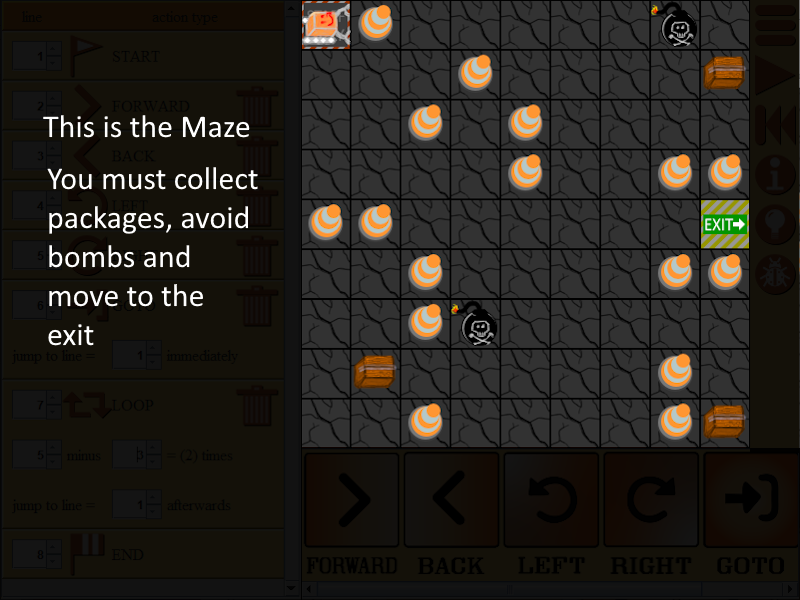 line action type
1 START
This is the Maze
2 FORWARD
3 BACK
You must collect
packages, avoid
bombs and
move to the
exit
4 LEFT
EXIT
jump to line = 1 immediately
7 LOOP
5 minus 3 = (2) times
jump to line = 1 afterwards
8 END
FORWARD BACK LEFT RIGHT GOTO